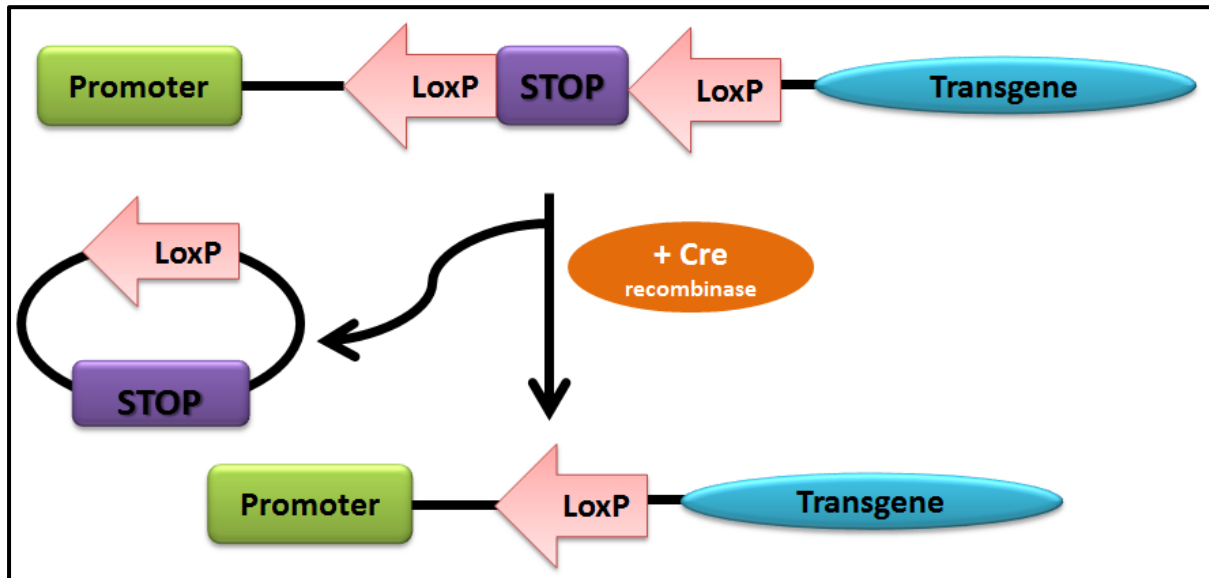 Promoter LoxP STOP LoxP Transgene
+ Cre
recombinase
LoxP
STOP
Promoter LoxP Transgene